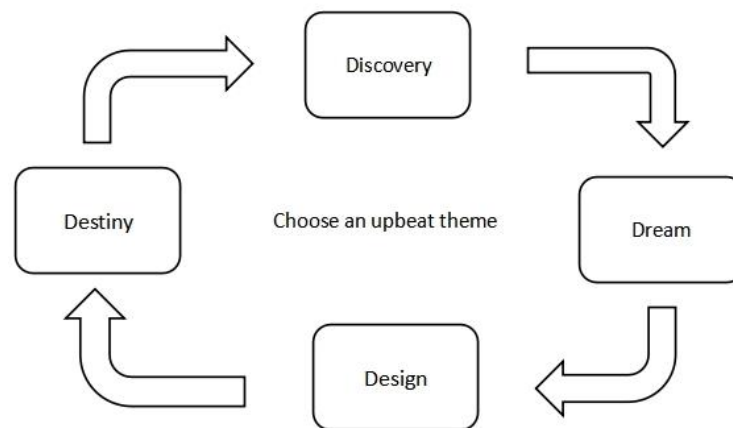 Discovery
Destiny
Choose an upbeat theme
Dream
Design